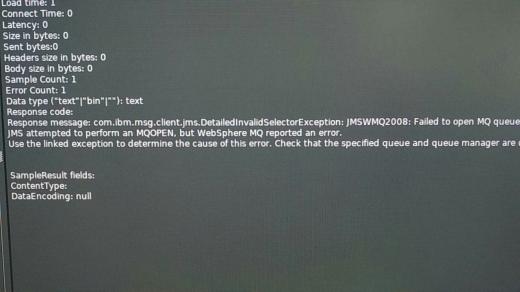 Load time: 1
Connect Time: 0
Latency: 0
Size in bytes: 0
Sent bytes:0
Headers size in bytes: 0
Body size in bytes: 0
Sample Count: 1
Error Count: 1
Data type ("text"|"bin"|""): text
Response code:
Response message: com.ibm.msg.client.jms.DetailedInvalidSelectorException: JMSWMQ2008: Failed to open MQ queue
JMS attempted to perform an MQOPEN, but WebSphere MQ reported an error.
Use the linked exception to determine the cause of this error. Check that the specified queue and queue manager are
SampleResult fields:
ContentType:
DataEncoding: null